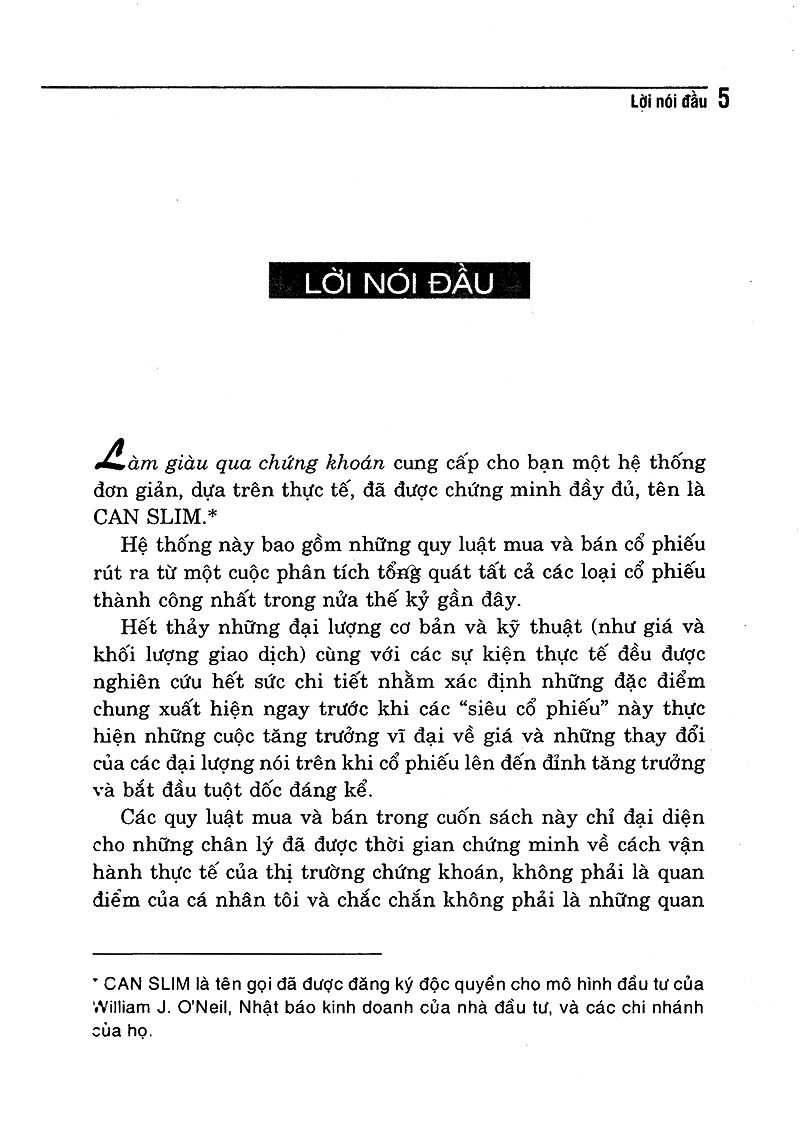 Lời nói đầu 5
LỜI NÓI ĐẦU
Làm giàu qua chứng khoán cung cấp cho bạn một hệ thống
đơn giản, dựa trên thực tế, đã được chứng minh đầy đủ, tên là
CAN SLIM.*
Hệ thống này bao gồm những quy luật mua và bán cổ phiếu
rút ra từ một cuộc phân tích tổng quát tất cả các loại cổ phiếu
thành công nhất trong nửa thế kỷ gần đây.
Hết thảy những đại lượng cơ bản và kỹ thuật (như giá và
khối lượng giao dịch) cùng với các sự kiện thực tế đều được
nghiên cứu hết sức chi tiết nhằm xác định những đặc điểm
chung xuất hiện ngay trước khi các “siêu cổ phiếu” này thực
hiện những cuộc tăng trưởng vĩ đại về giá và những thay đổi
của các đại lượng nói trên khi cổ phiếu lên đến đỉnh tăng trưởng
và bắt đầu tuột dốc đáng kể.
Các quy luật mua và bán trong cuốn sách này chỉ đại diện
cho những chân lý đã được thời gian chứng minh về cách vận
hành thực tế của thị trường chứng khoán, không phải là quan
điểm của cá nhân tôi và chắc chắn không phải là những quan
* CAN SLIM là tên gọi đã được đăng ký độc quyền cho mô hình đầu tư của
William J. O'Neil, Nhật báo kinh doanh của nhà đầu tư, và các chi nhánh
của họ.